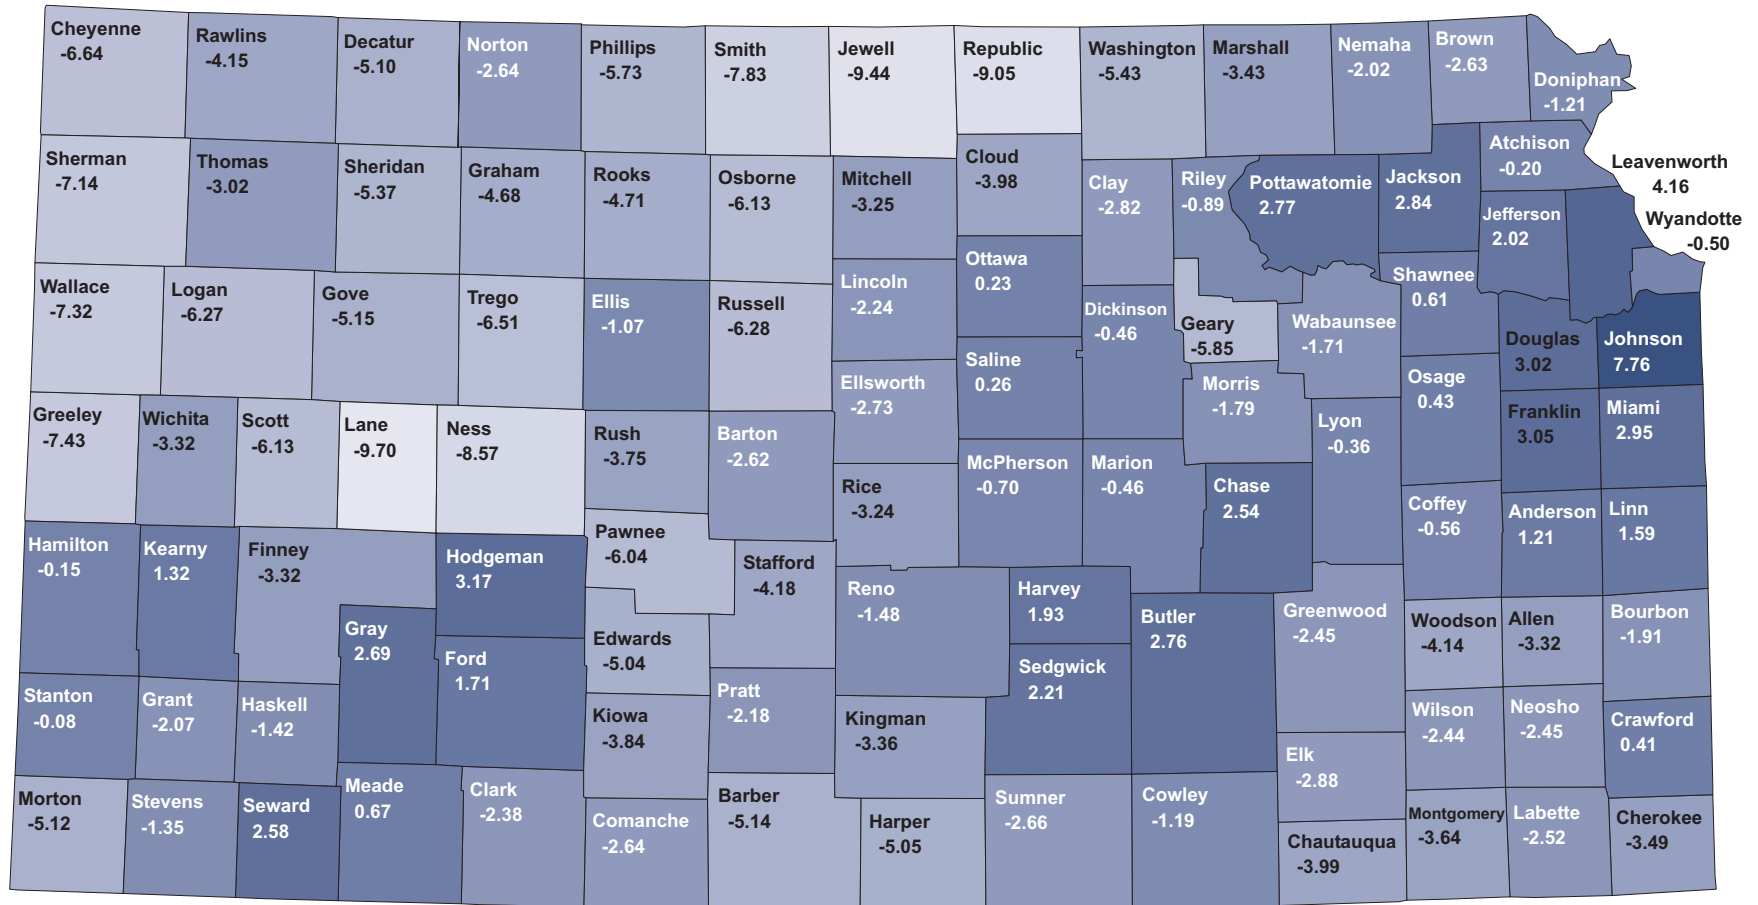 Cheyenne
-6.64
Rawlins
-4.15
Decatur
-5.10
Norton
-2.64
Phillips
-5.73
Smith
-7.83
Jewell
-9.44
Republic
-9.05
Washington
-5.43
Marshall
-3.43
Nemaha
-2.02
Brown
-2.63
Doniphan
-1.21
Sherman
-7.14
Thomas
-3.02
Sheridan
-5.37
Graham
-4.68
Rooks
-4.71
Osborne
-6.13
Mitchell
-3.25
Cloud
-3.98
Clay
-2.82
Riley
-0.89
Pottawatomie
2.77
Jackson
2.84
Atchison
-0.20
Jefferson
2.02
Leavenworth
4.16
Wyandotte
-0.50
Wallace
-7.32
Logan
-6.27
Gove
-5.15
Trego
-6.51
Ellis
-1.07
Russell
-6.28
Lincoln
-2.24
Ottawa
0.23
Dickinson
-0.46
Geary
-5.85
Wabaunsee
-1.71
Shawnee
0.61
Douglas
3.02
Johnson
7.76
Ellsworth
-2.73
Saline
0.26
Morris
-1.79
Osage
0.43
Franklin
3.05
Miami
2.95
Greeley
-7.43
Wichita
-3.32
Scott
-6.13
Lane
-9.70
Ness
-8.57
Rush
-3.75
Barton
-2.62
Rice
-3.24
McPherson
-0.70
Marion
-0.46
Chase
2.54
Lyon
-0.36
Coffey
-0.56
Anderson
1.21
Linn
1.59
Hamilton
-0.15
Kearny
1.32
Finney
-3.32
Hodgeman
3.17
Pawnee
-6.04
Stafford
-4.18
Reno
-1.48
Harvey
1.93
Butler
2.76
Greenwood
-2.45
Woodson
-4.14
Allen
-3.32
Bourbon
-1.91
Gray
2.69
Ford
1.71
Edwards
-5.04
Sedgwick
2.21
Stanton
-0.08
Grant
-2.07
Haskell
-1.42
Kiowa
-3.84
Pratt
-2.18
Kingman
-3.36
Wilson
-2.44
Neosho
-2.45
Crawford
0.41
Elk
-2.88
Morton
-5.12
Stevens
-1.35
Seward
2.58
Meade
0.67
Clark
-2.38
Comanche
-2.64
Barber
-5.14
Harper
-5.05
Sumner
-2.66
Cowley
-1.19
Chautauqua
-3.99
Montgomery
-3.64
Labette
-2.52
Cherokee
-3.49